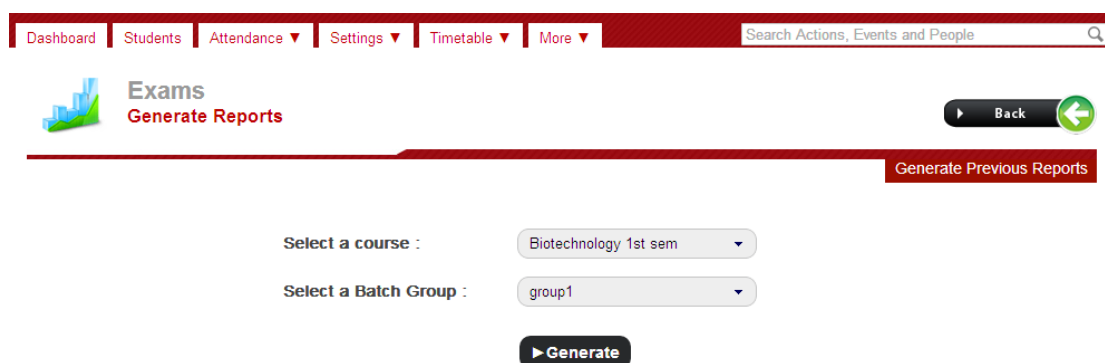 Dashboard Students Attendance ▼ Settings ▼ Timetable ▼ More ▼ Search Actions, Events and People
Exams
Generate Reports
Back
Generate Previous Reports
Select a course : Biotechnology 1st sem
Select a Batch Group : group1
►Generate